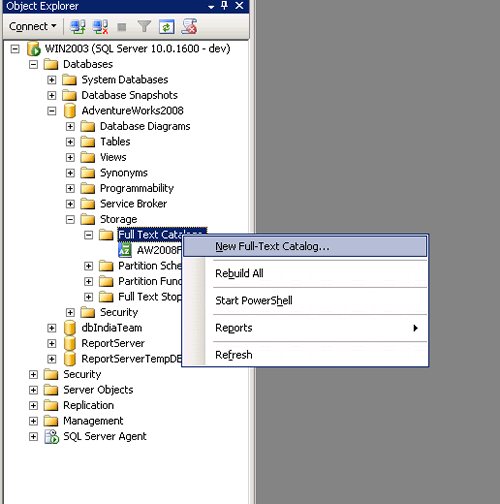 Object Explorer
Connect
WIN2003 (SQL Server 10.0.1600 - dev)
Databases
System Databases
Database Snapshots
AdventureWorks2008
Database Diagrams
Tables
Views
Synonyms
Programmability
Service Broker
Storage
Full Text Catalogs
AW2008F
Partition Sche
Partition Func
Full Text Stop
Security
dbIndiaTeam
ReportServer
ReportServerTempDB
Security
Server Objects
Replication
Management
SQL Server Agent
New Full-Text Catalog...
Rebuild All
Start PowerShell
Reports
Refresh